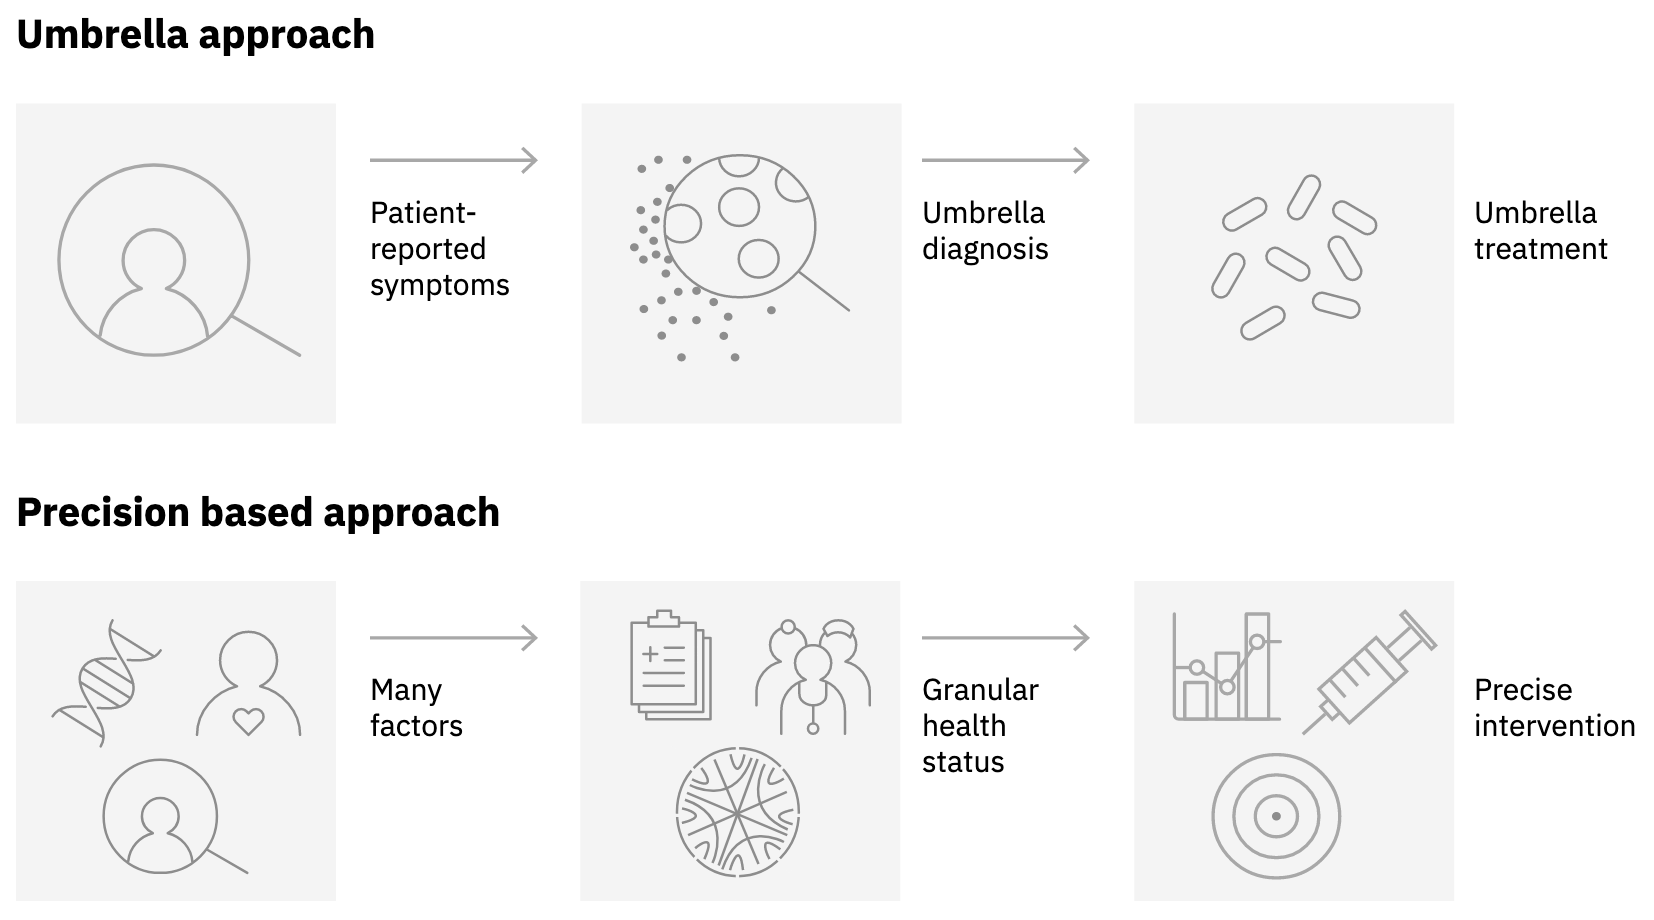 Umbrella approach
Patient-
reported
symptoms
Umbrella
diagnosis
Umbrella
treatment
Precision based approach
Many
factors
Granular
health
status
Precise
intervention